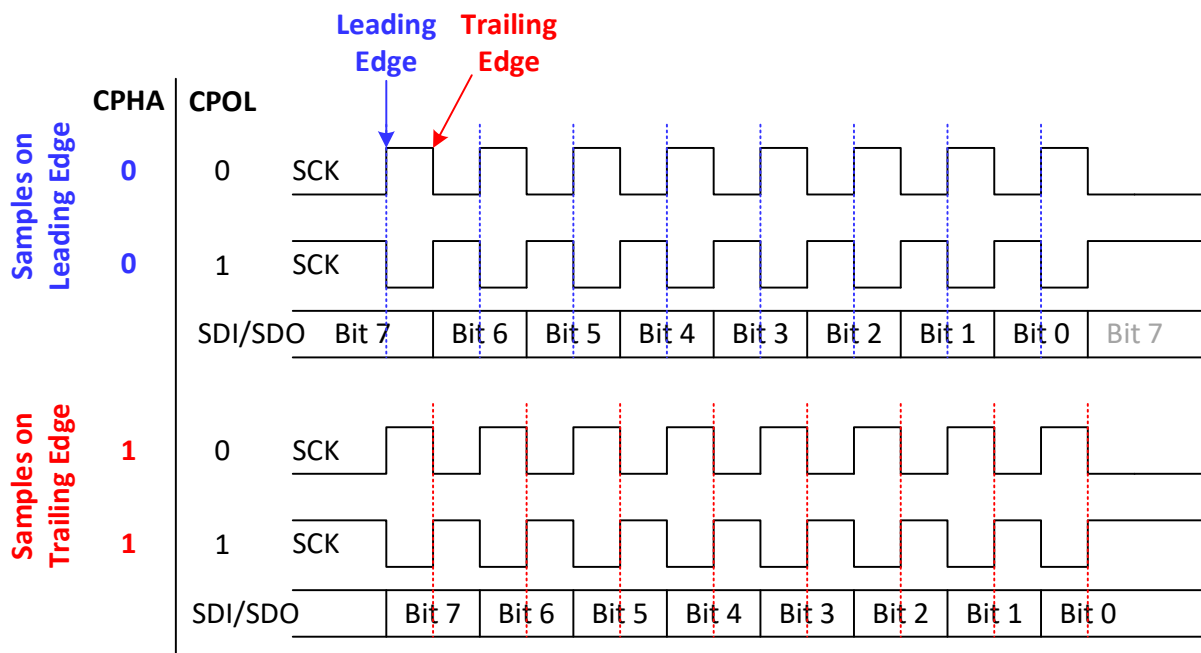 Leading Edge
Trailing Edge
CPHA CPOL
Samples on Leading Edge
0 0 SCK
0 1 SCK
SDI/SDO Bit 7 Bit 6 Bit 5 Bit 4 Bit 3 Bit 2 Bit 1 Bit 0 Bit 7
Samples on Trailing Edge
1 0 SCK
1 1 SCK
SDI/SDO Bit 7 Bit 6 Bit 5 Bit 4 Bit 3 Bit 2 Bit 1 Bit 0